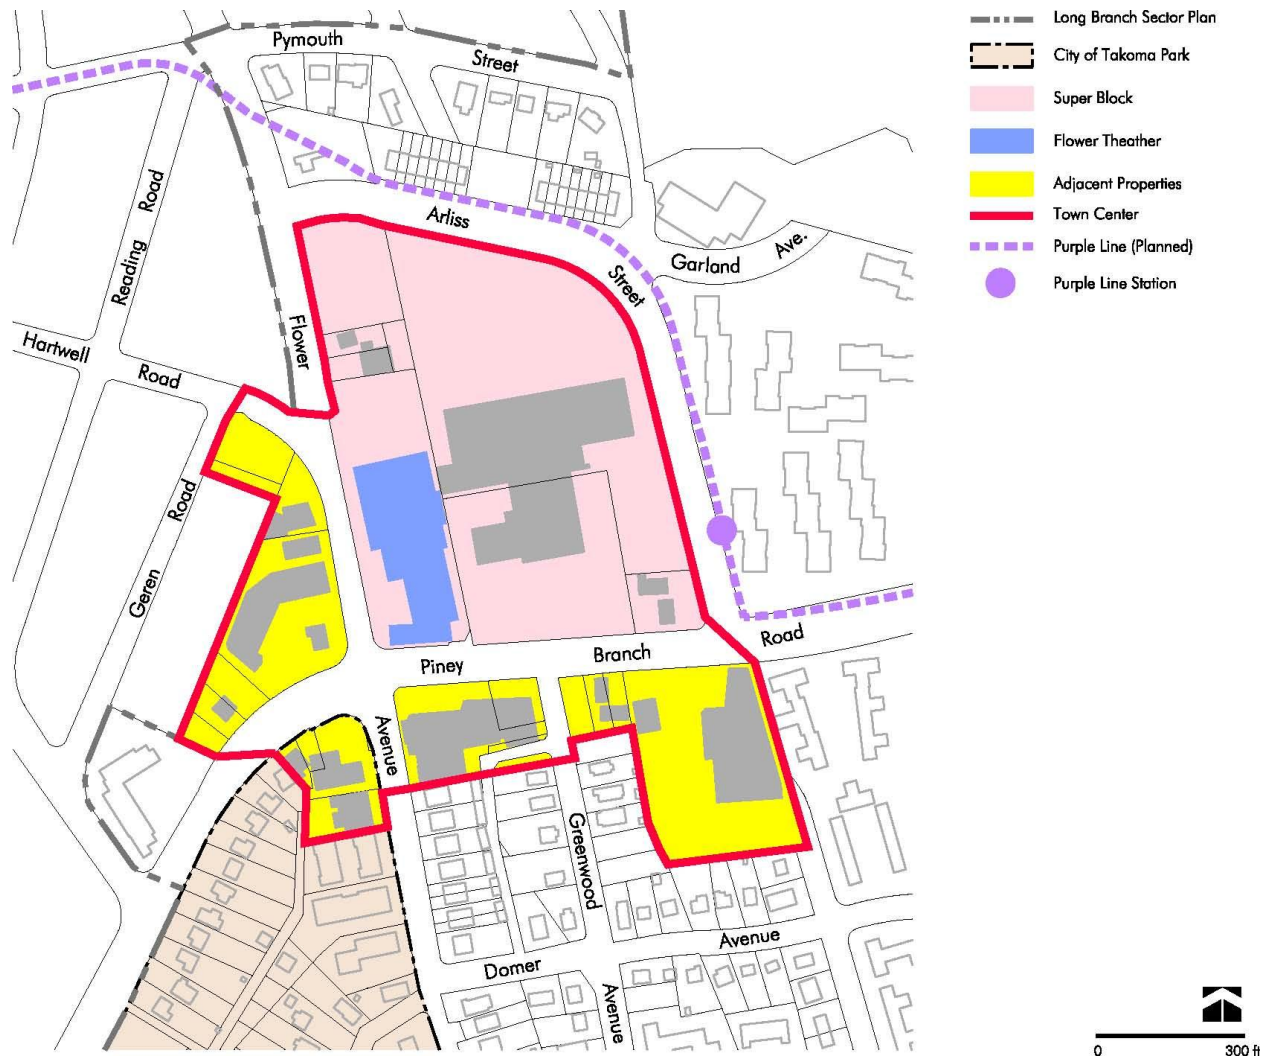 Long Branch Sector Plan
City of Takoma Park
Super Block
Flower Theather
Adjacent Properties
Town Center
Purple Line (Planned)
Purple Line Station
Pymouth
Street
Reading
Road
Arliss
Street
Garland
Ave.
Hartwell
Road
Flower
Geren
Road
Piney
Branch
Road
Avenue
Greenwood
Avenue
Domer
Avenue
0
300 ft